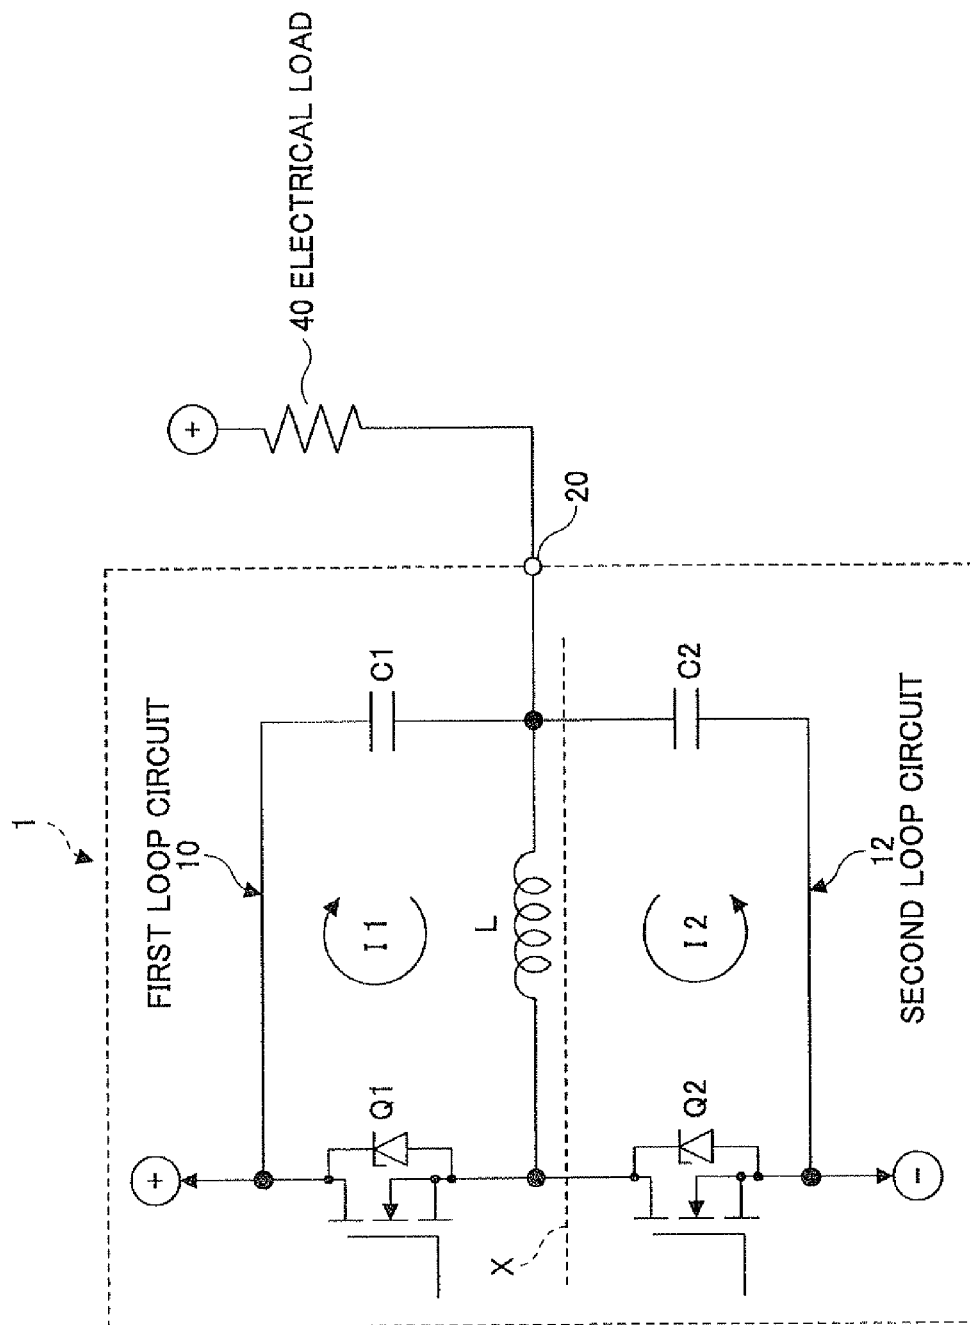 1
FIRST LOOP CIRCUIT
10
+
Q1
I1
C1
L
X
20
+
40 ELECTRICAL LOAD
Q2
I2
C2
12
SECOND LOOP CIRCUIT
-